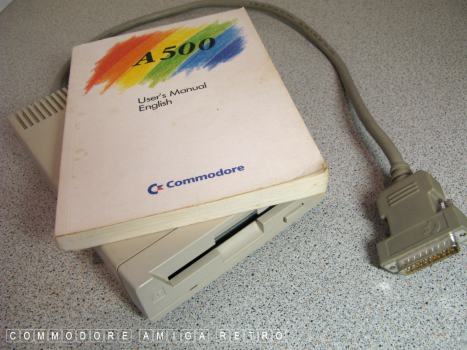 A500
User's Manual
English
Commodore
COMMODORE AMIGA RETRO